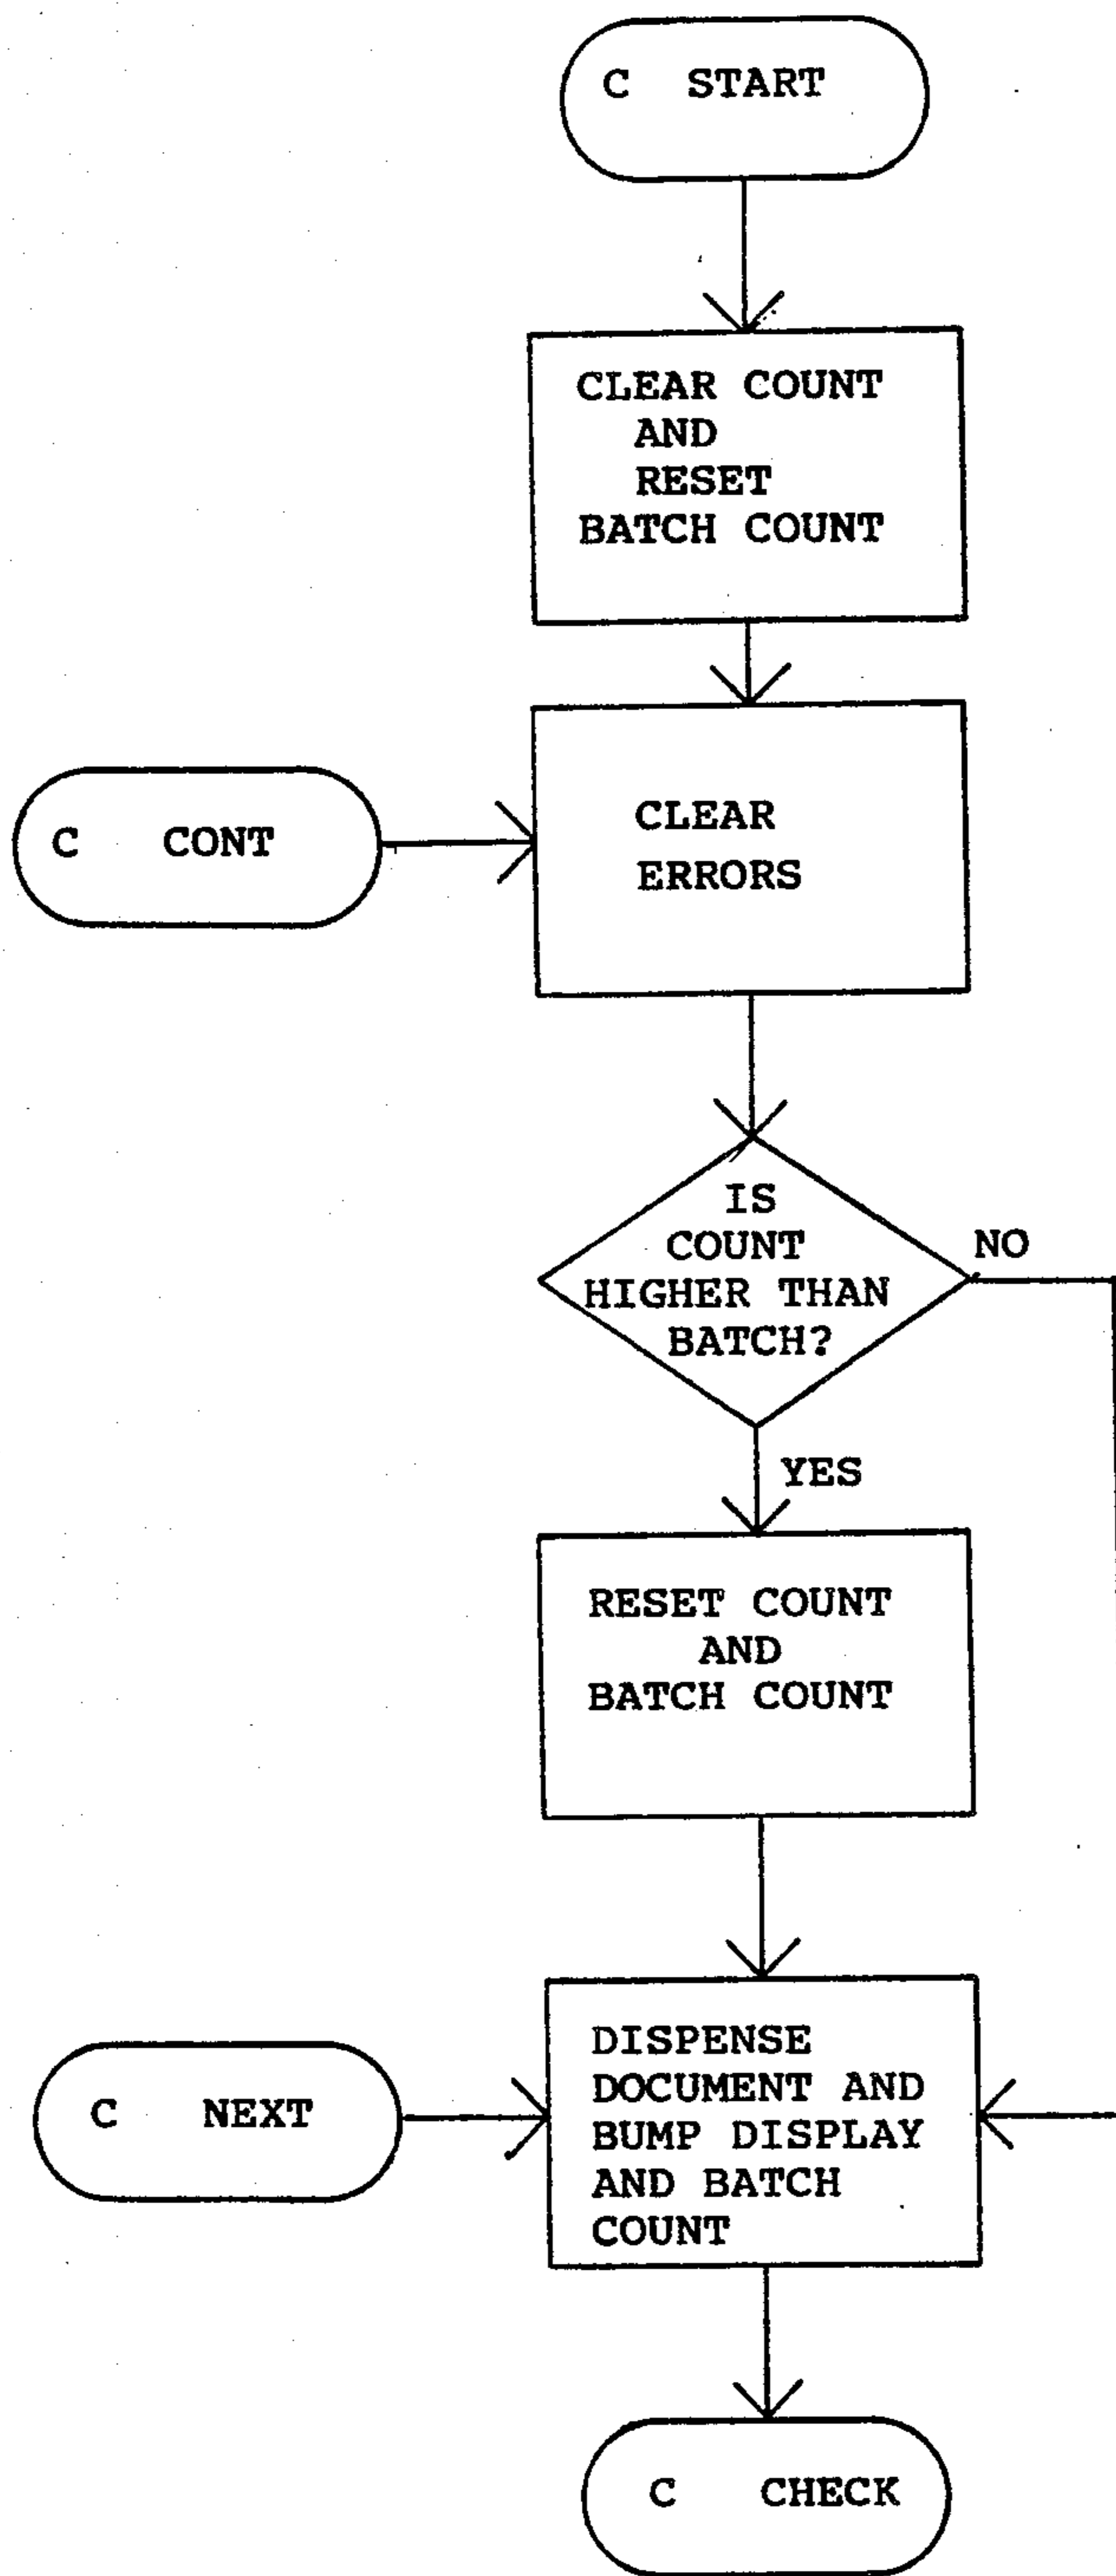 C START
CLEAR COUNT
AND
RESET
BATCH COUNT
C CONT
CLEAR
ERRORS
IS
COUNT
HIGHER THAN
BATCH?
NO
YES
RESET COUNT
AND
BATCH COUNT
C NEXT
DISPENSE
DOCUMENT AND
BUMP DISPLAY
AND BATCH
COUNT
C CHECK